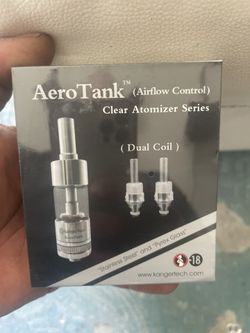 AeroTank™ (Airflow Control)
Clear Atomizer Series
( Dual Coil )
"Stainless Steel" and "Pyrex Glass"
-18
www.kangertech.com